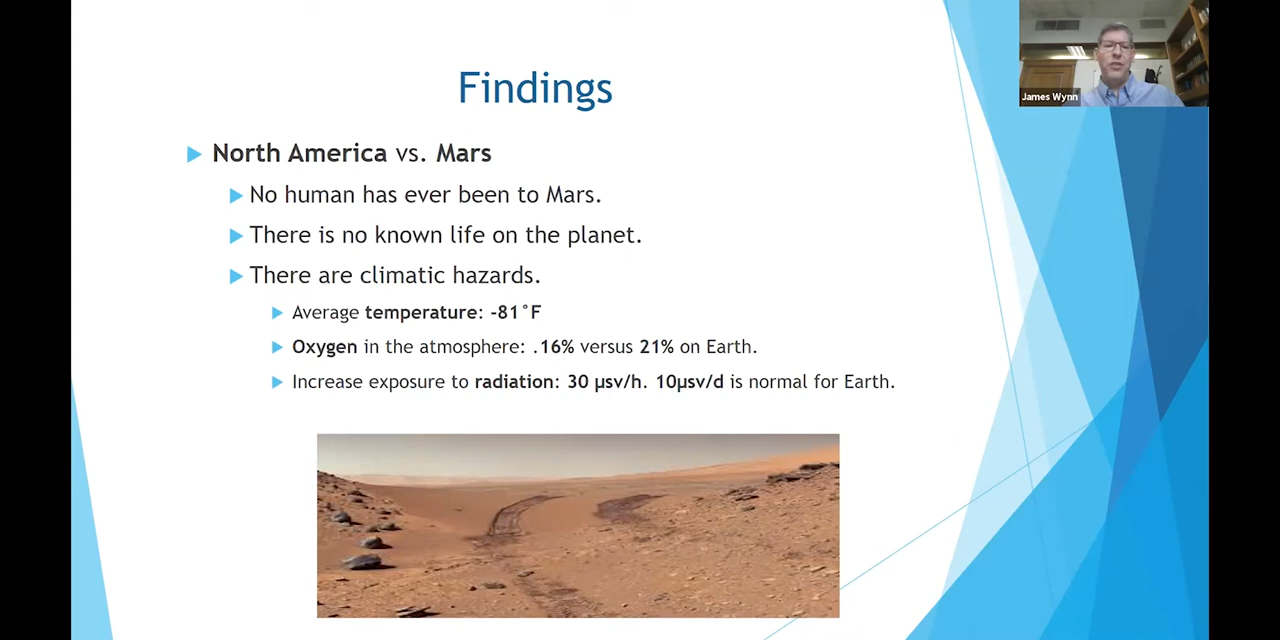 James Wynn
Findings
North America vs. Mars
No human has ever been to Mars.
There is no known life on the planet.
There are climatic hazards.
Average temperature: -81°F
Oxygen in the atmosphere: .16% versus 21% on Earth.
Increase exposure to radiation: 30 µsv/h. 10µsv/d is normal for Earth.